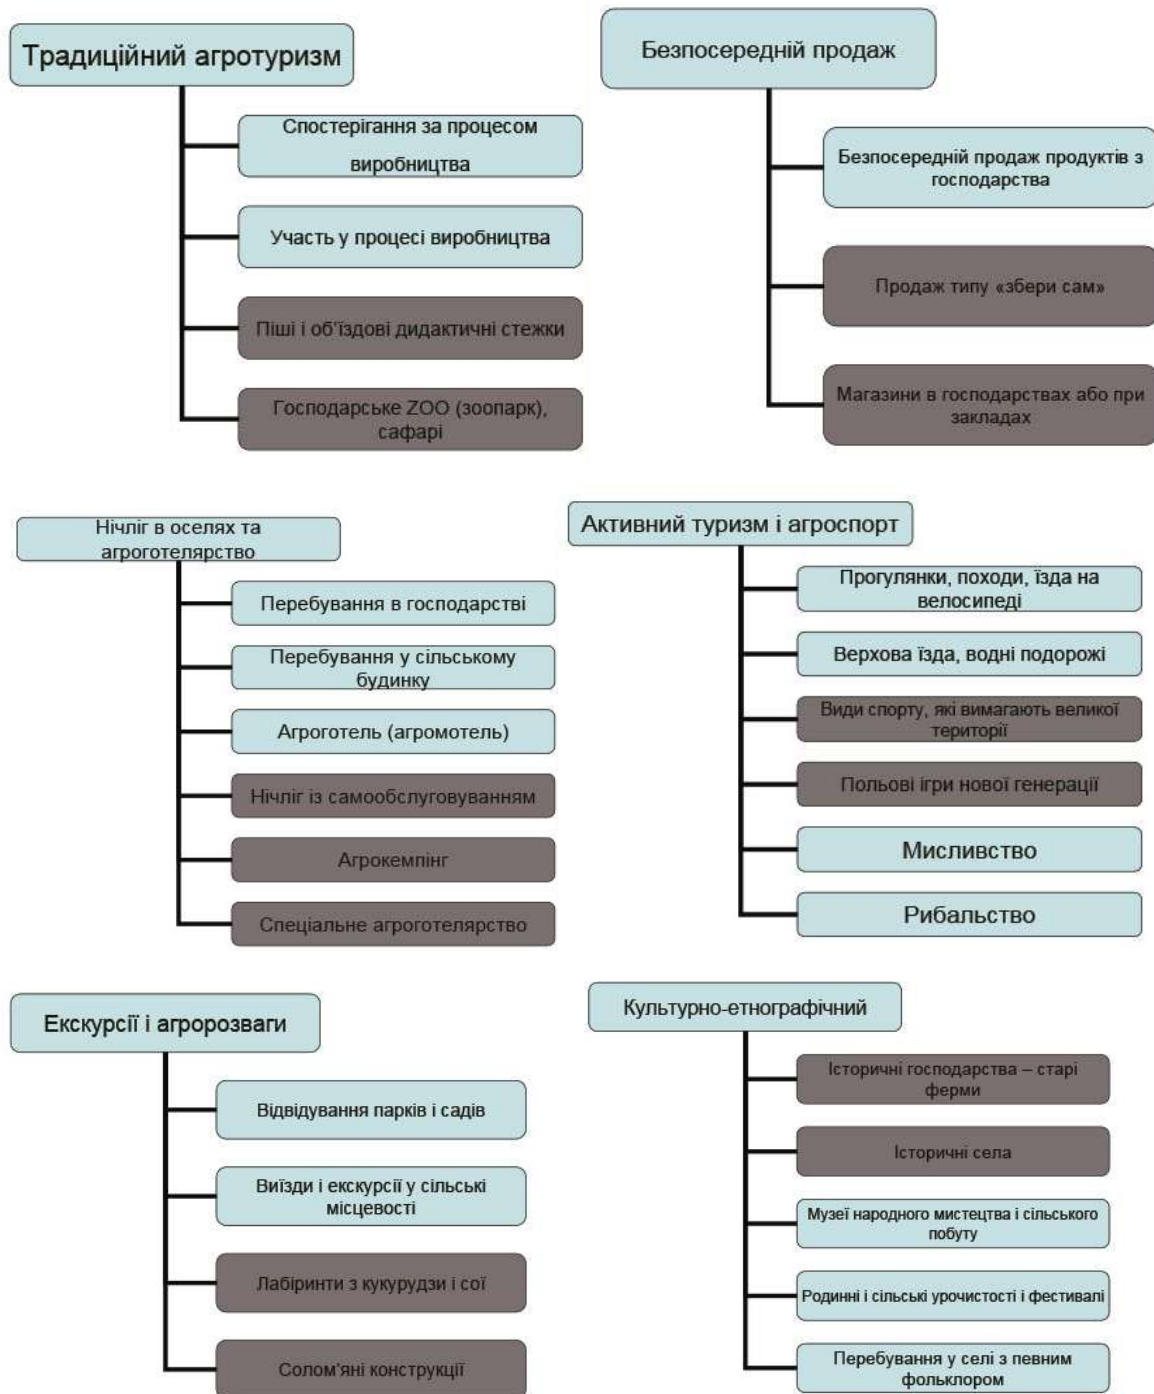 Традиційний агротуризм
Спостерігання за процесом
виробництва
Участь у процесі виробництва
Піші і об'їздові дидактичні стежки
Господарське ZOO (зоопарк),
сафарі
Безпосередній продаж
Безпосередній продаж продуктів з
господарства
Продаж типу «збери сам»
Магазини в господарствах або при
закладах
Нічліг в оселях та
агроготелярство
Перебування в господарстві
Перебування у сільському
будинку
Агроготель (агромотель)
Нічліг із самообслуговуванням
Агрокемпінг
Спеціальне агроготелярство
Активний туризм і агроспорт
Прогулянки, походи, їзда на
велосипеді
Верхова їзда, водні подорожі
Види спорту, які вимагають великої
території
Польові ігри нової генерації
Мисливство
Рибальство
Екскурсії і агророзваги
Відвідування парків і садів
Виїзди і екскурсії у сільські
місцевості
Лабіринти з кукурудзи і сої
Солом'яні конструкції
Культурно-етнографічний
Історичні господарства – старі
ферми
Історичні села
Музеї народного мистецтва і сільського
побуту
Родинні і сільські урочистості і фестивалі
Перебування у селі з певним
фольклором